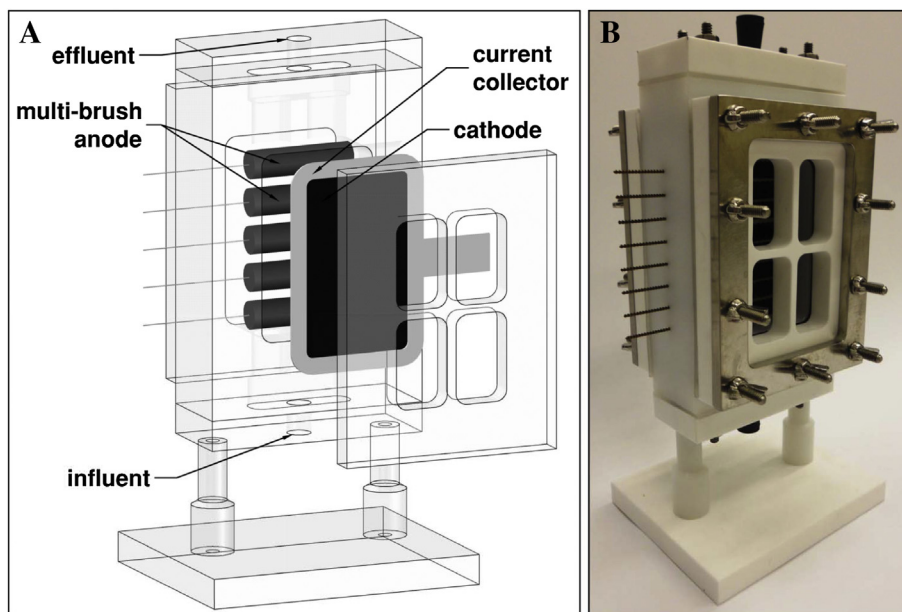 A
effluent
current
collector
multi-brush
anode
cathode
influent
B